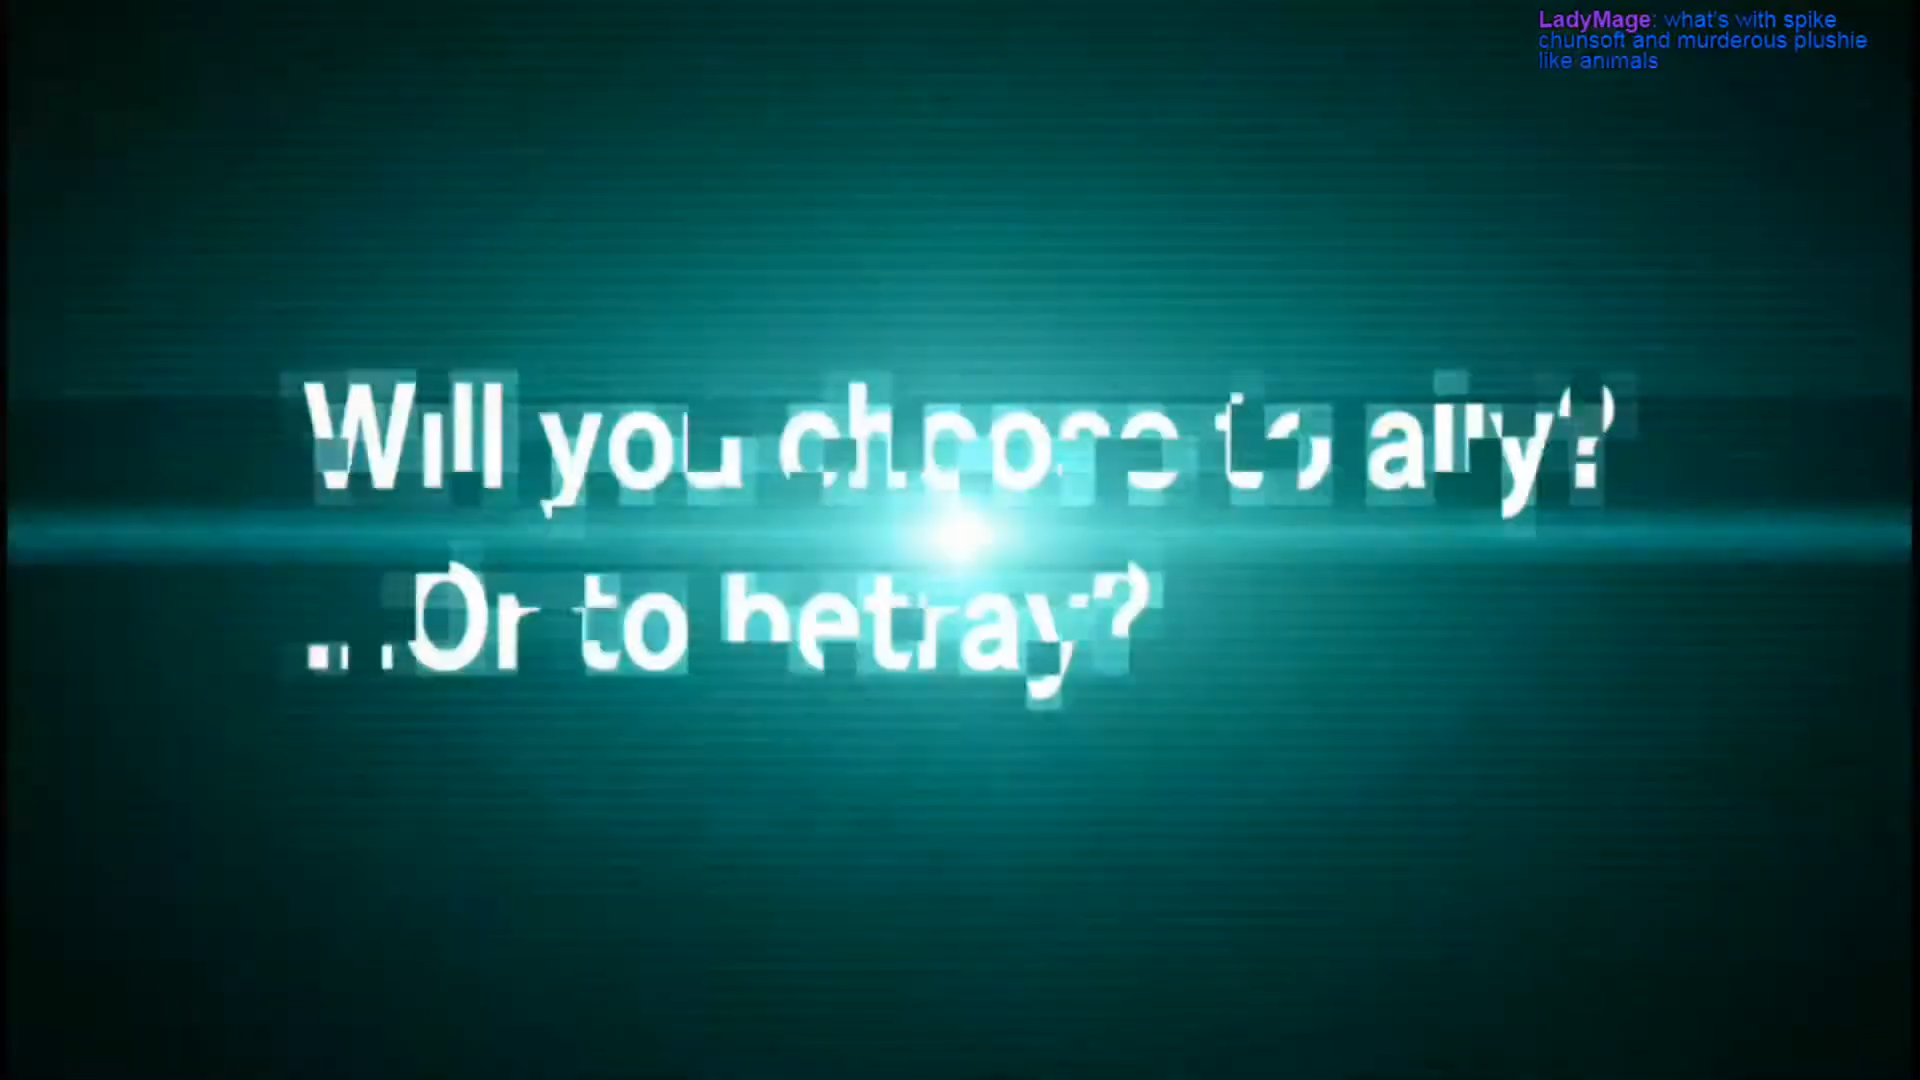 LadyMage: what's with spike
chunsoft and murderous plushie
like animals
Will you choose to ally?
...Or to betray?